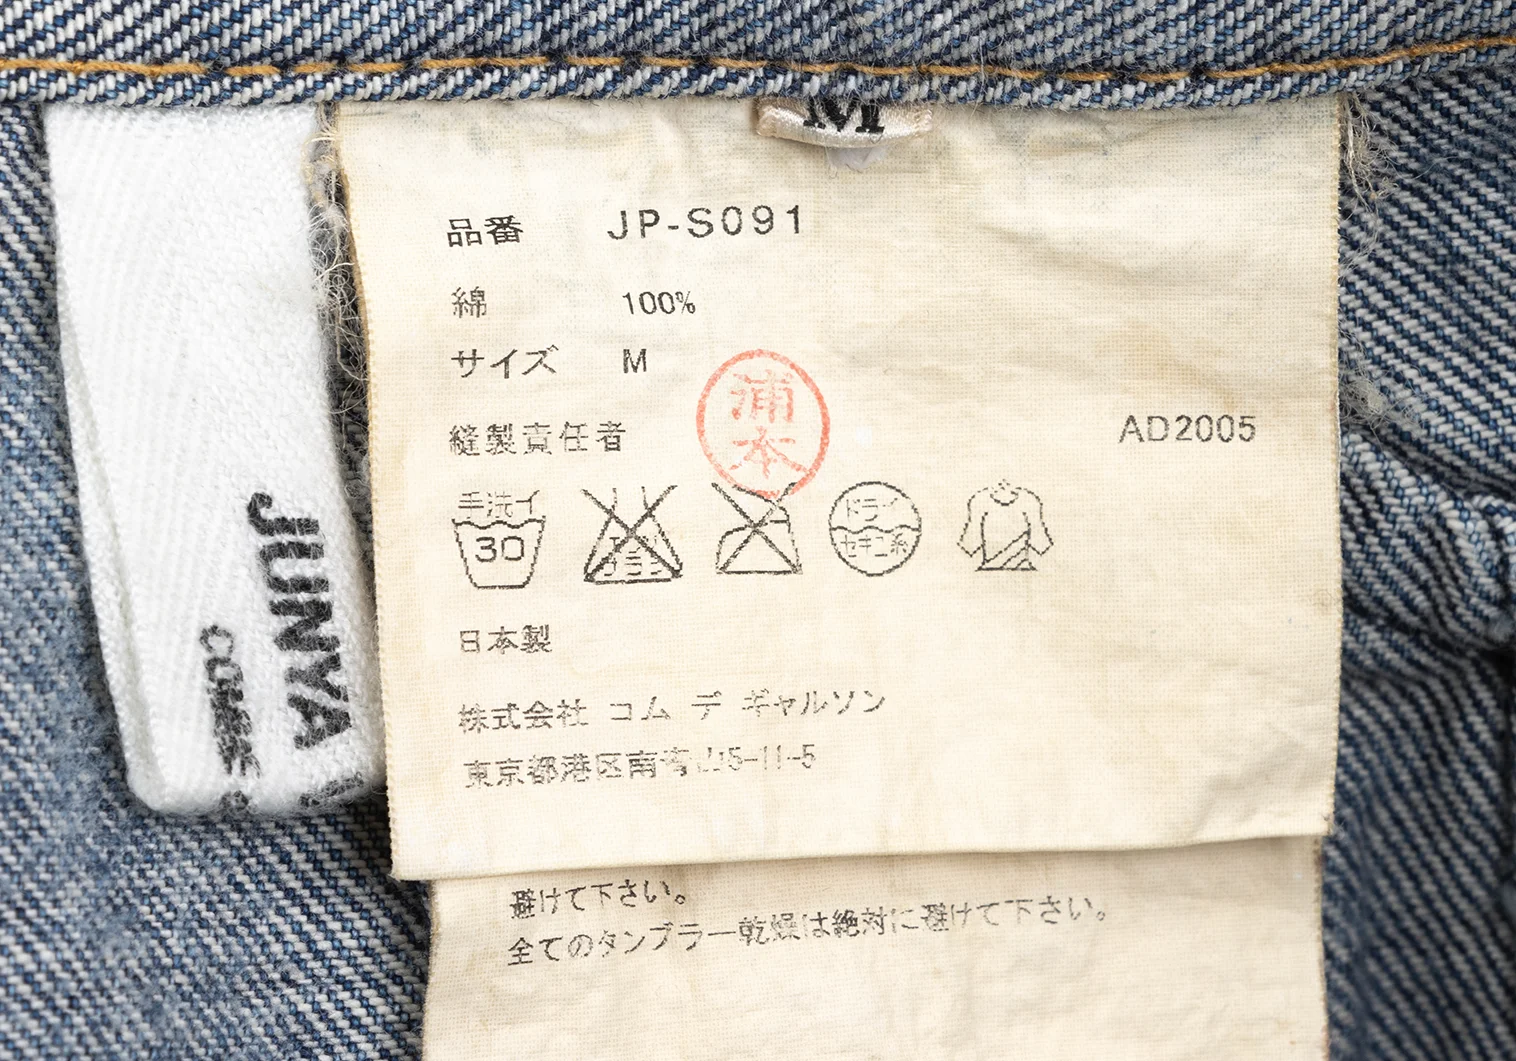 M
品番 JP-S091
綿 100%
サイズ M
縫製責任者
浦本
AD2005
手洗イ
30
ドライ
セキユ系
日本製
株式会社 コム デ ギャルソン
東京都港区南青山5-11-5
避けて下さい。
全てのタンブラー乾燥は絶対に避けて下さい。
JUNYA
COMME